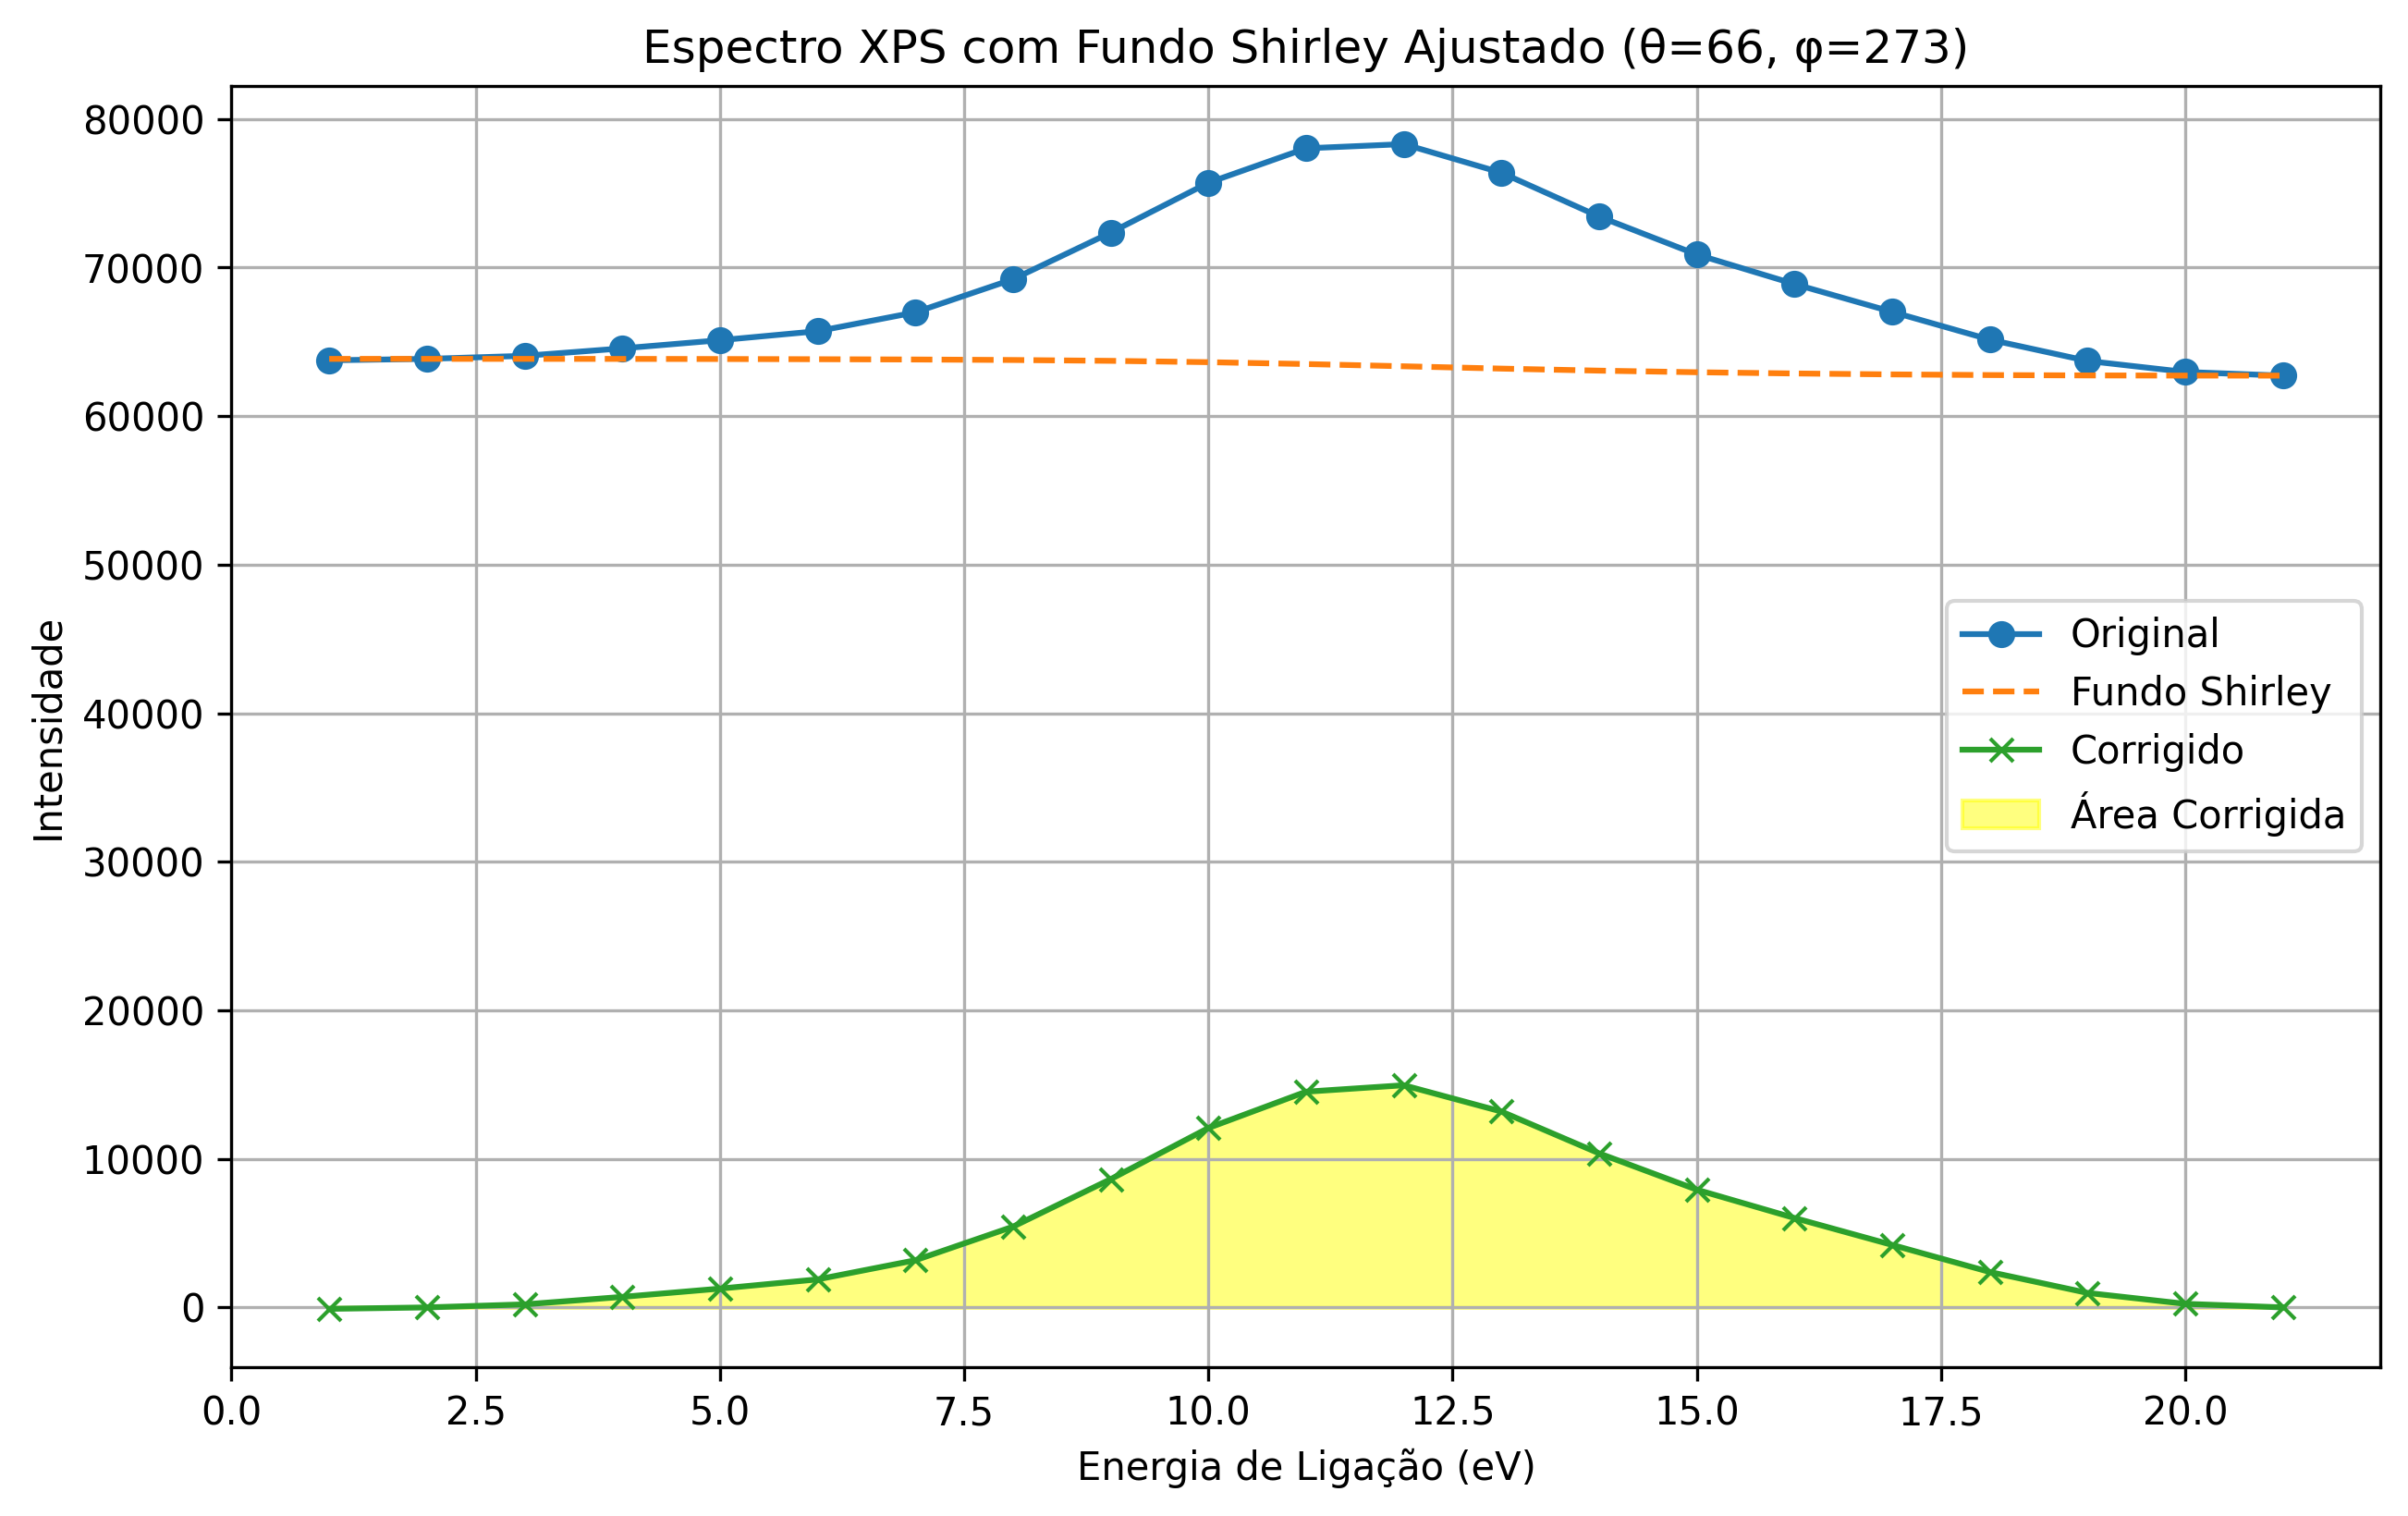 Espectro XPS com Fundo Shirley Ajustado (θ=66, φ=273)
80000
70000
60000
50000
40000
30000
20000
10000
0
Intensidade
Original
Fundo Shirley
Corrigido
Área Corrigida
0.0 2.5 5.0 7.5 10.0 12.5 15.0 17.5 20.0
Energia de Ligação (eV)